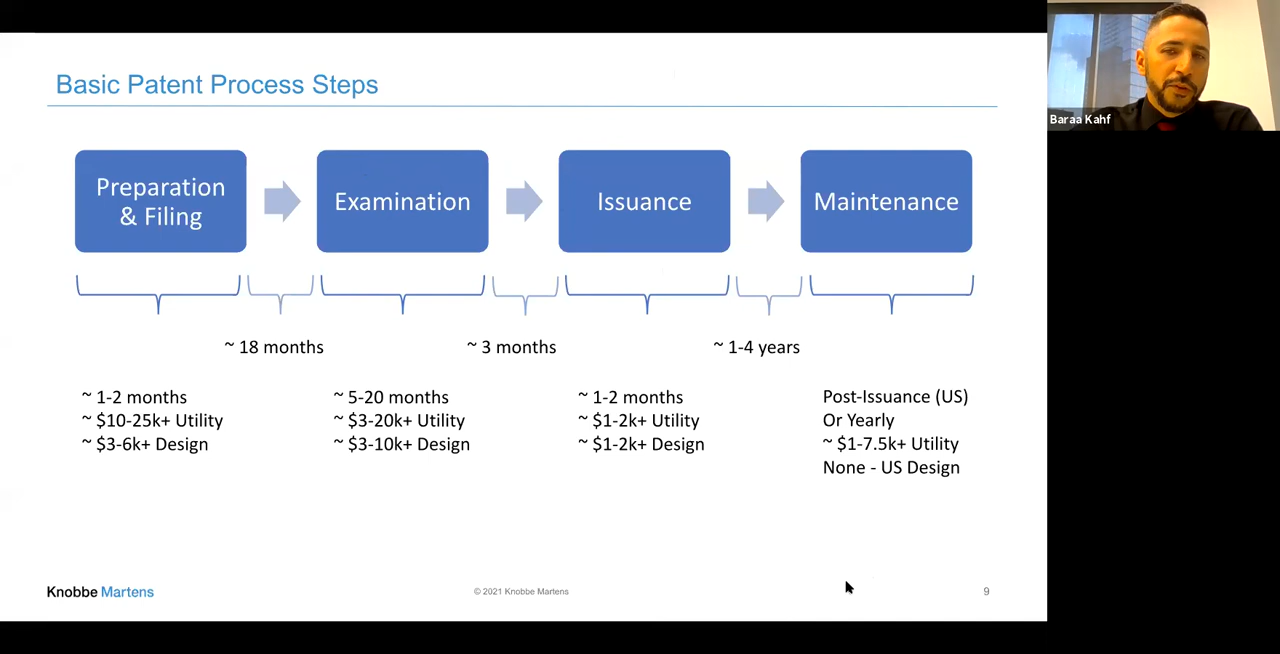 Basic Patent Process Steps
Baraa Kahf
Preparation
& Filing
Examination
Issuance
Maintenance
~ 18 months
~ 3 months
~ 1-4 years
~ 1-2 months
~ $10-25k+ Utility
~ $3-6k+ Design
~ 5-20 months
~ $3-20k+ Utility
~ $3-10k+ Design
~ 1-2 months
~ $1-2k+ Utility
~ $1-2k+ Design
Post-Issuance (US)
Or Yearly
~ $1-7.5k+ Utility
None - US Design
Knobbe Martens
© 2021 Knobbe Martens
9